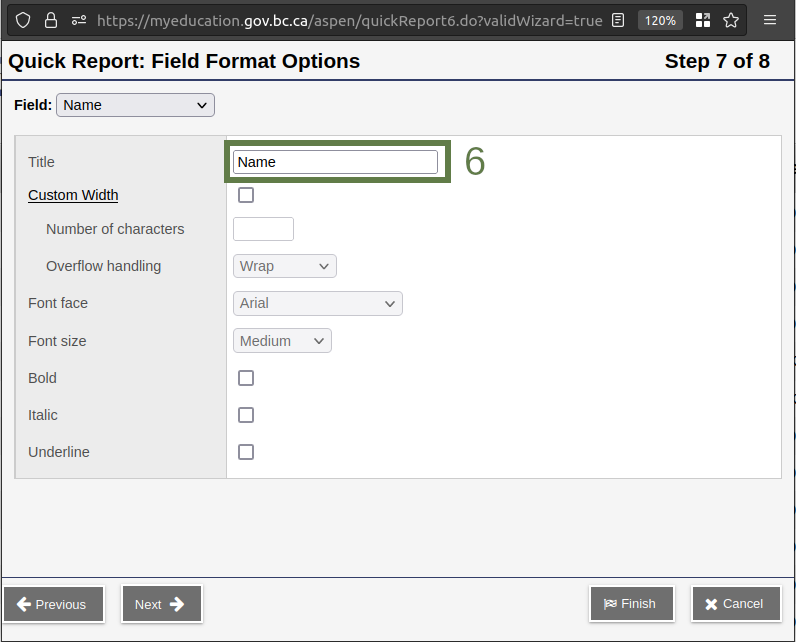 https://myeducation.gov.bc.ca/aspen/quickReport6.do?validWizard=true 120%
Quick Report: Field Format Options Step 7 of 8
Field: Name
Title Name 6
Custom Width
Number of characters
Overflow handling Wrap
Font face Arial
Font size Medium
Bold
Italic
Underline
Previous Next Finish Cancel